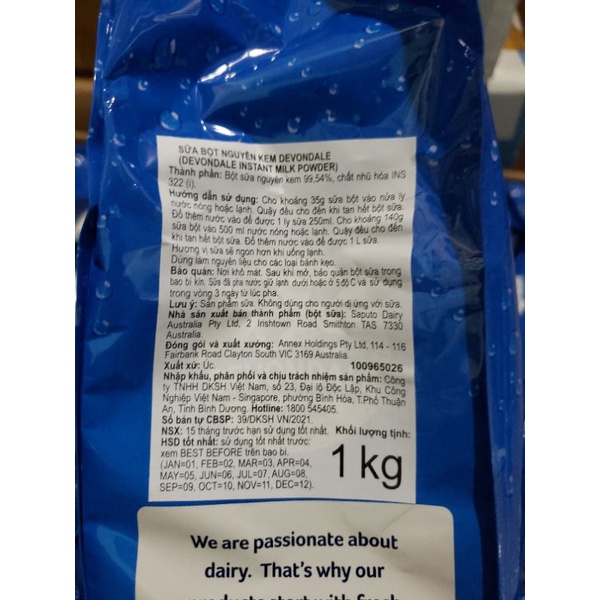 SỮA BỘT NGUYÊN KEM DEVONDALE
(DEVONDALE INSTANT MILK POWDER)
Thành phần: Bột sữa nguyên kem 99,54%, chất nhũ hóa INS
322 (i).
Hướng dẫn sử dụng: Cho khoảng 35g sữa bột vào nửa ly
nước nóng hoặc lạnh. Quậy đều cho đến khi tan hết bột sữa.
Đổ thêm nước vào để được 1 ly sữa 250ml. Cho khoảng 140g
sữa bột vào 500 ml nước nóng hoặc lạnh. Quậy đều cho đến
khi tan hết bột sữa. Đổ thêm nước vào để được 1 L sữa.
Hương vị sữa sẽ ngon hơn khi uống lạnh.
Dùng làm nguyên liệu cho các loại bánh kẹo.
Bảo quản: Nơi khô mát. Sau khi mở, bảo quản bột sữa trong
bao bì kín. Sữa đã pha nước giữ lạnh dưới hoặc ở 5 độ C và sử dụng
trong vòng 3 ngày từ lúc pha.
Lưu ý: Sản phẩm sữa. Không dùng cho người dị ứng với sữa.
Nhà sản xuất bán thành phẩm (bột sữa): Saputo Dairy
Australia Pty Ltd, 2 Irishtown Road Smithton TAS 7330
Australia.
Đóng gói và xuất xưởng: Annex Holdings Pty Ltd, 114 - 116
Fairbank Road Clayton South VIC 3169 Australia.
Xuất xứ: Úc. 100965026
Nhập khẩu, phân phối và chịu trách nhiệm sản phẩm: Công
ty TNHH DKSH Việt Nam, số 23, Đại lộ Độc Lập, Khu Công
Nghiệp Việt Nam - Singapore, phường Bình Hòa, T.Phố Thuận
An, Tỉnh Bình Dương. Hotline: 1800 545405.
Số bản tự CBSP: 39/DKSH VN/2021.
NSX: 15 tháng trước hạn sử dụng tốt nhất. Khối lượng tịnh:
HSD tốt nhất: sử dụng tốt nhất trước:
xem BEST BEFORE trên bao bì.
(JAN=01, FEB=02, MAR=03, APR=04,
MAY=05, JUN=06, JUL=07, AUG=08,
SEP=09, OCT=10, NOV=11, DEC=12).
1 kg
We are passionate about
dairy. That's why our
products start with fresh